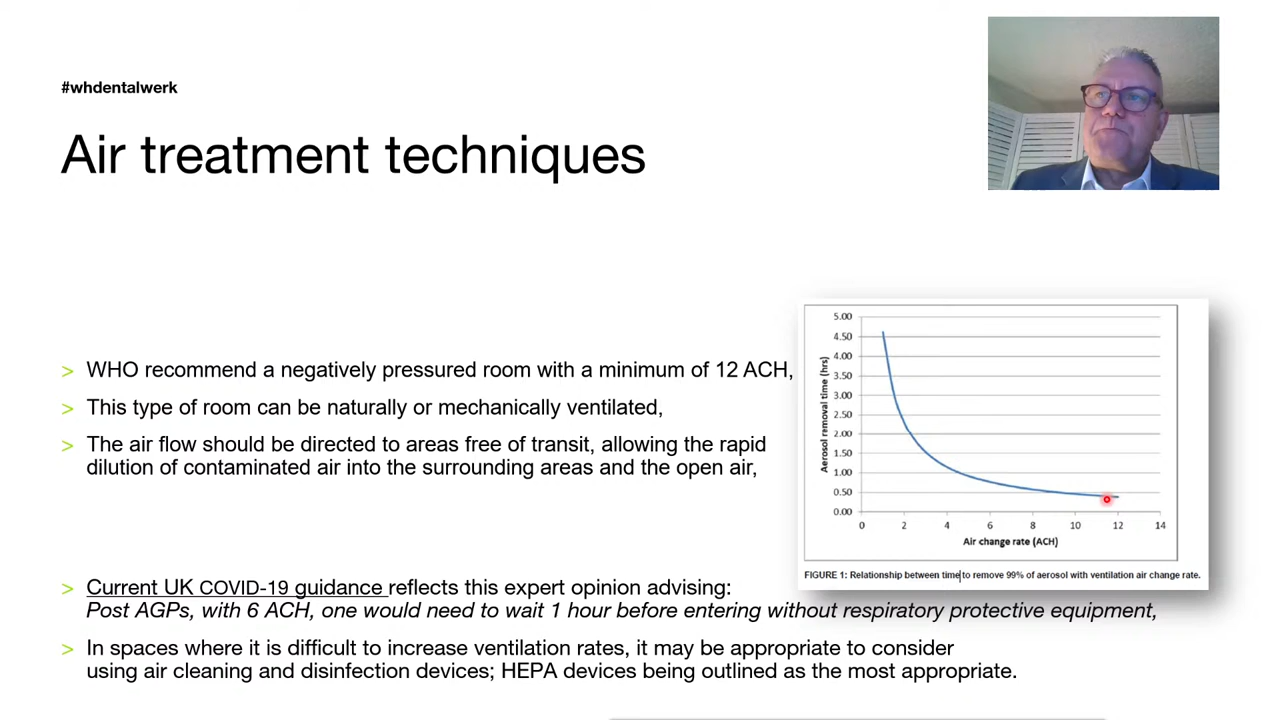 #whdentalwerk
Air treatment techniques
> WHO recommend a negatively pressured room with a minimum of 12 ACH,
> This type of room can be naturally or mechanically ventilated,
> The air flow should be directed to areas free of transit, allowing the rapid
dilution of contaminated air into the surrounding areas and the open air,
5.00
4.50
4.00
3.50
3.00
2.50
2.00
1.50
1.00
0.50
0.00
Aerosol removal time (hrs)
0 2 4 6 8 10 12 14
Air change rate (ACH)
FIGURE 1: Relationship between time to remove 99% of aerosol with ventilation air change rate.
> Current UK COVID-19 guidance reflects this expert opinion advising:
Post AGPs, with 6 ACH, one would need to wait 1 hour before entering without respiratory protective equipment,
> In spaces where it is difficult to increase ventilation rates, it may be appropriate to consider
using air cleaning and disinfection devices; HEPA devices being outlined as the most appropriate.